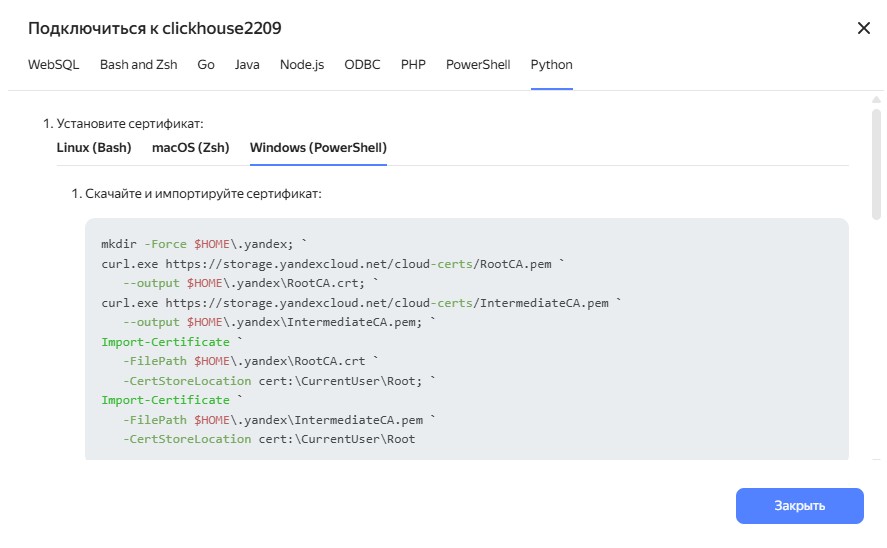 Подключиться к clickhouse2209
WebSQL Bash and Zsh Go Java Node.js ODBC PHP PowerShell Python
1. Установите сертификат:
Linux (Bash) macOS (Zsh) Windows (PowerShell)
1. Скачайте и импортируйте сертификат:
mkdir -Force $HOME\.yandex; `
curl.exe https://storage.yandexcloud.net/cloud-certs/RootCA.pem `
--output $HOME\.yandex\RootCA.crt; `
curl.exe https://storage.yandexcloud.net/cloud-certs/IntermediateCA.pem `
--output $HOME\.yandex\IntermediateCA.pem; `
Import-Certificate `
-FilePath $HOME\.yandex\RootCA.crt `
-CertStoreLocation cert:\CurrentUser\Root; `
Import-Certificate `
-FilePath $HOME\.yandex\IntermediateCA.pem `
-CertStoreLocation cert:\CurrentUser\Root
Закрыть